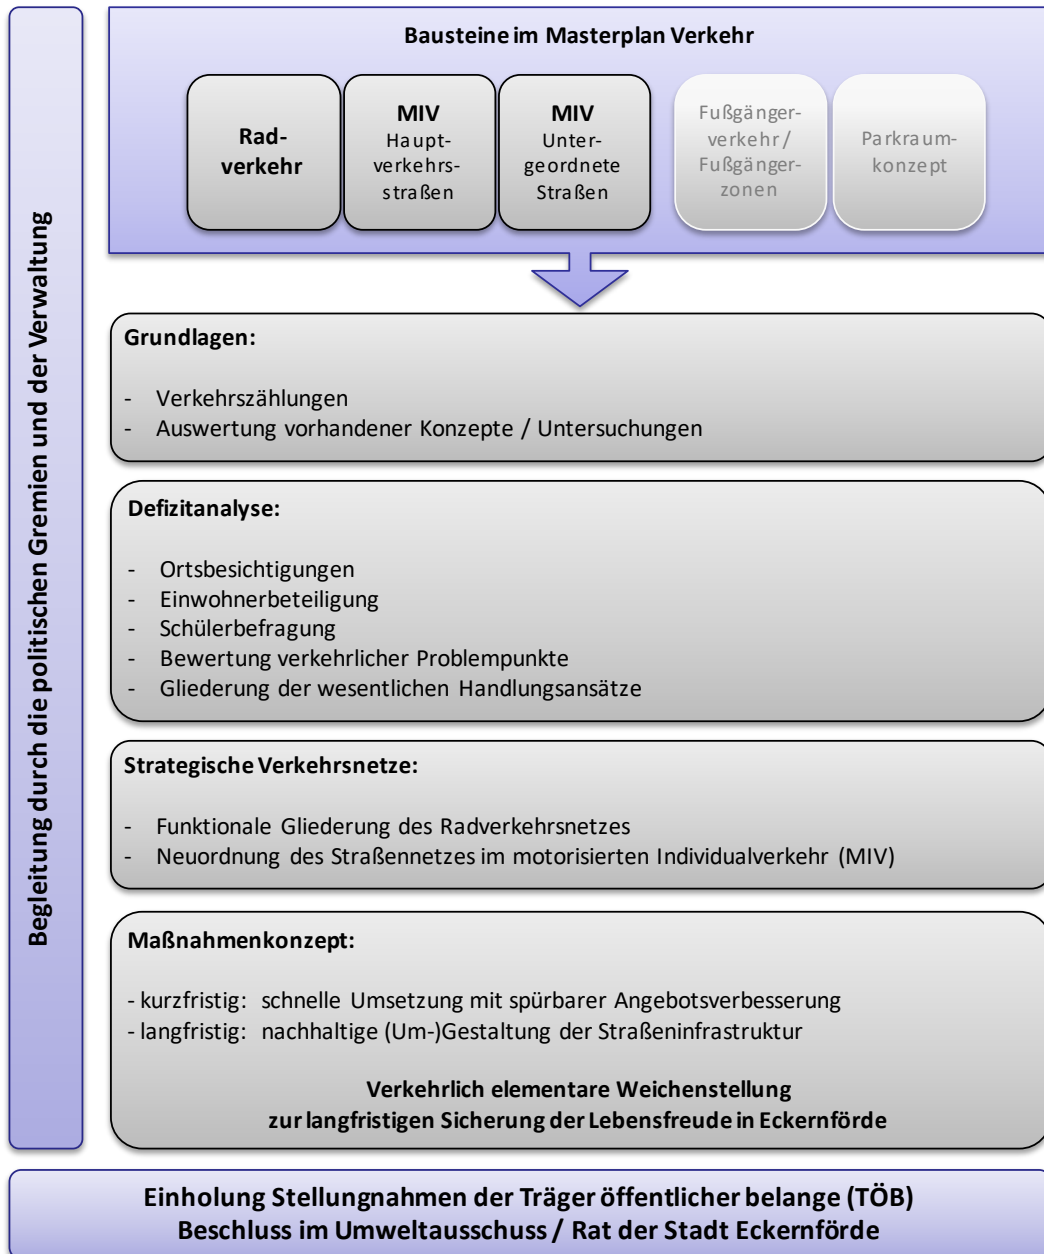 Begleitung durch die politischen Gremien und der Verwaltung
Bausteine im Masterplan Verkehr
Rad-
verkehr
MIV
Haupt-
verkehrs-
straßen
MIV
Unter-
geordnete
Straßen
Fußgänger-
verkehr /
Fußgänger-
zonen
Parkraum-
konzept
Grundlagen:
- Verkehrszählungen
- Auswertung vorhandener Konzepte / Untersuchungen
Defizitanalyse:
- Ortsbesichtigungen
- Einwohnerbeteiligung
- Schülerbefragung
- Bewertung verkehrlicher Problempunkte
- Gliederung der wesentlichen Handlungsansätze
Strategische Verkehrsnetze:
- Funktionale Gliederung des Radverkehrsnetzes
- Neuordnung des Straßennetzes im motorisierten Individualverkehr (MIV)
Maßnahmenkonzept:
- kurzfristig: schnelle Umsetzung mit spürbarer Angebotsverbesserung
- langfristig: nachhaltige (Um-)Gestaltung der Straßeninfrastruktur
Verkehrlich elementare Weichenstellung
zur langfristigen Sicherung der Lebensfreude in Eckernförde
Einholung Stellungnahmen der Träger öffentlicher belange (TÖB)
Beschluss im Umweltausschuss / Rat der Stadt Eckernförde